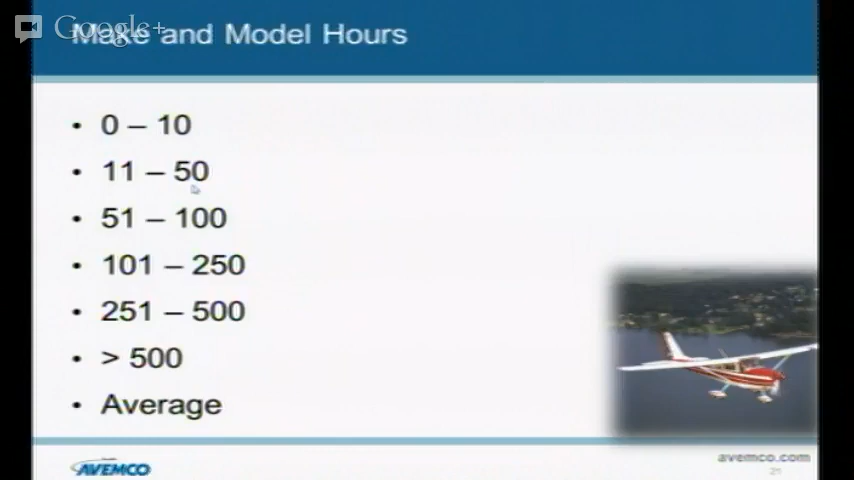 Google+
Make and Model Hours
• 0 – 10
• 11 – 50
• 51 – 100
• 101 – 250
• 251 – 500
• > 500
• Average
AVEMCO
avemco.com
21